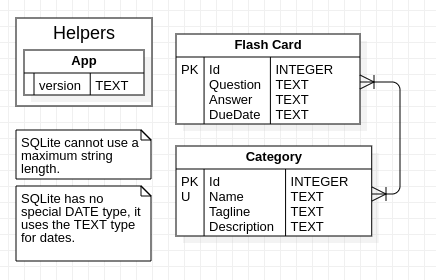 Helpers
App
version TEXT
SQLite cannot use a
maximum string
length.
SQLite has no
special DATE type, it
uses the TEXT type
for dates.
Flash Card
PK Id INTEGER
Question TEXT
Answer TEXT
DueDate TEXT
Category
PK Id INTEGER
U Name TEXT
Tagline TEXT
Description TEXT